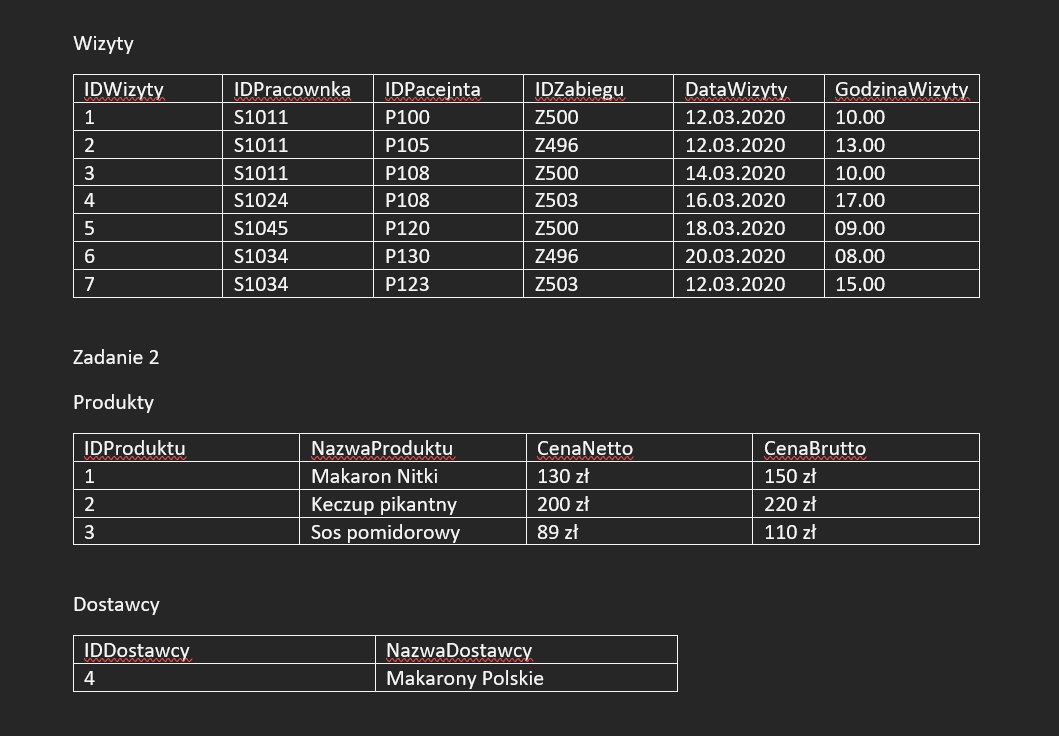 Wizyty
IDWizyty IDPracownka IDPacejnta IDZabiegu DataWizyty GodzinaWizyty
1 S1011 P100 Z500 12.03.2020 10.00
2 S1011 P105 Z496 12.03.2020 13.00
3 S1011 P108 Z500 14.03.2020 10.00
4 S1024 P108 Z503 16.03.2020 17.00
5 S1045 P120 Z500 18.03.2020 09.00
6 S1034 P130 Z496 20.03.2020 08.00
7 S1034 P123 Z503 12.03.2020 15.00
Zadanie 2
Produkty
IDProduktu NazwaProduktu CenaNetto CenaBrutto
1 Makaron Nitki 130 zł 150 zł
2 Keczup pikantny 200 zł 220 zł
3 Sos pomidorowy 89 zł 110 zł
Dostawcy
IDDostawcy NazwaDostawcy
4 Makarony Polskie